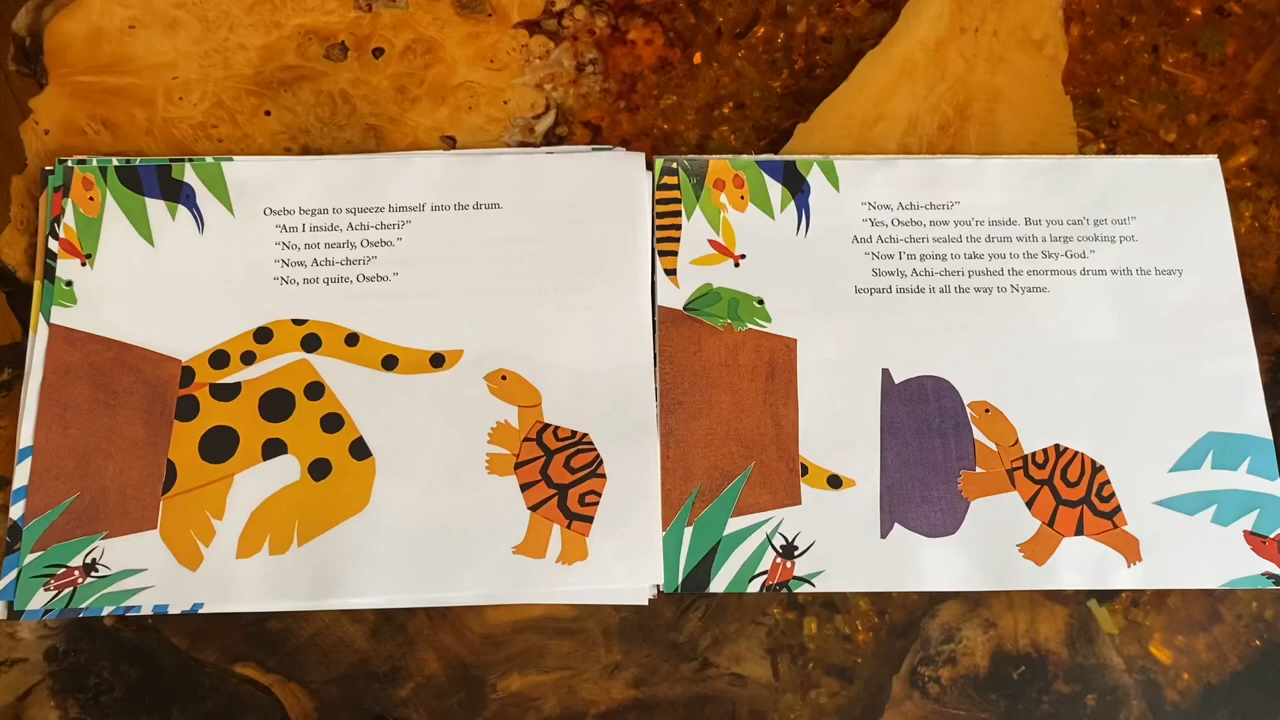 Osebo began to squeeze himself into the drum.
“Am I inside, Achi-cheri?”
“No, not nearly, Osebo.”
“Now, Achi-cheri?”
“No, not quite, Osebo.”
“Now, Achi-cheri?”
“Yes, Osebo, now you’re inside. But you can’t get out!”
And Achi-cheri sealed the drum with a large cooking pot.
“Now I’m going to take you to the Sky-God.”
Slowly, Achi-cheri pushed the enormous drum with the heavy
leopard inside it all the way to Nyame.